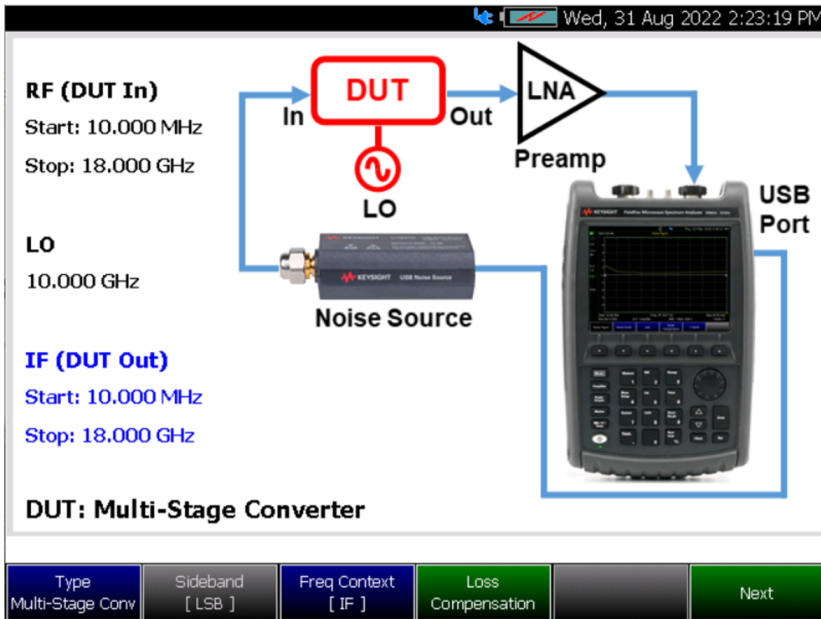 Wed, 31 Aug 2022 2:23:19 PM
RF (DUT In)
Start: 10.000 MHz
Stop: 18.000 GHz
DUT
In
Out
LNA
Preamp
LO
USB
Port
KEYSIGHT
LO
10.000 GHz
KEYSIGHT USB Noise Source
Noise Source
IF (DUT Out)
Start: 10.000 MHz
Stop: 18.000 GHz
DUT: Multi-Stage Converter
Type
Multi-Stage Conv
Sideband
[ LSB ]
Freq Context
[ IF ]
Loss
Compensation
Next